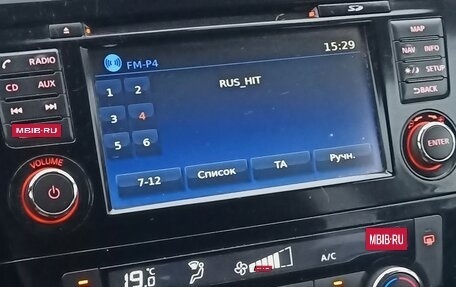 MAP
SD
RADIO
FM-P4
15:29
NAV INFO
CD AUX
1 2
RUS_HIT
SETUP
3 4
BACK
MBIB.RU
5 6
ENTER
VOLUME
7-12
Список
TA
Ручн.
MBIB.RU
19.0 °C
A/C